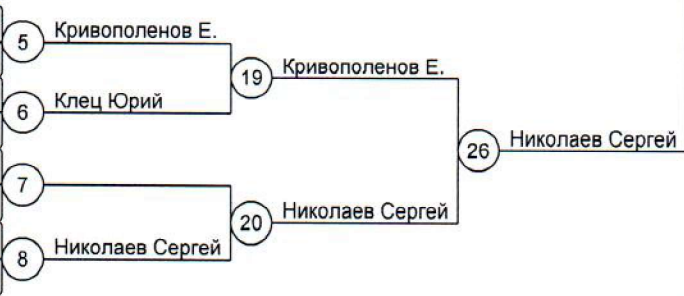 5 Кривополенов Е.
19 Кривополенов Е.
6 Клец Юрий
26 Николаев Сергей
7
20 Николаев Сергей
8 Николаев Сергей